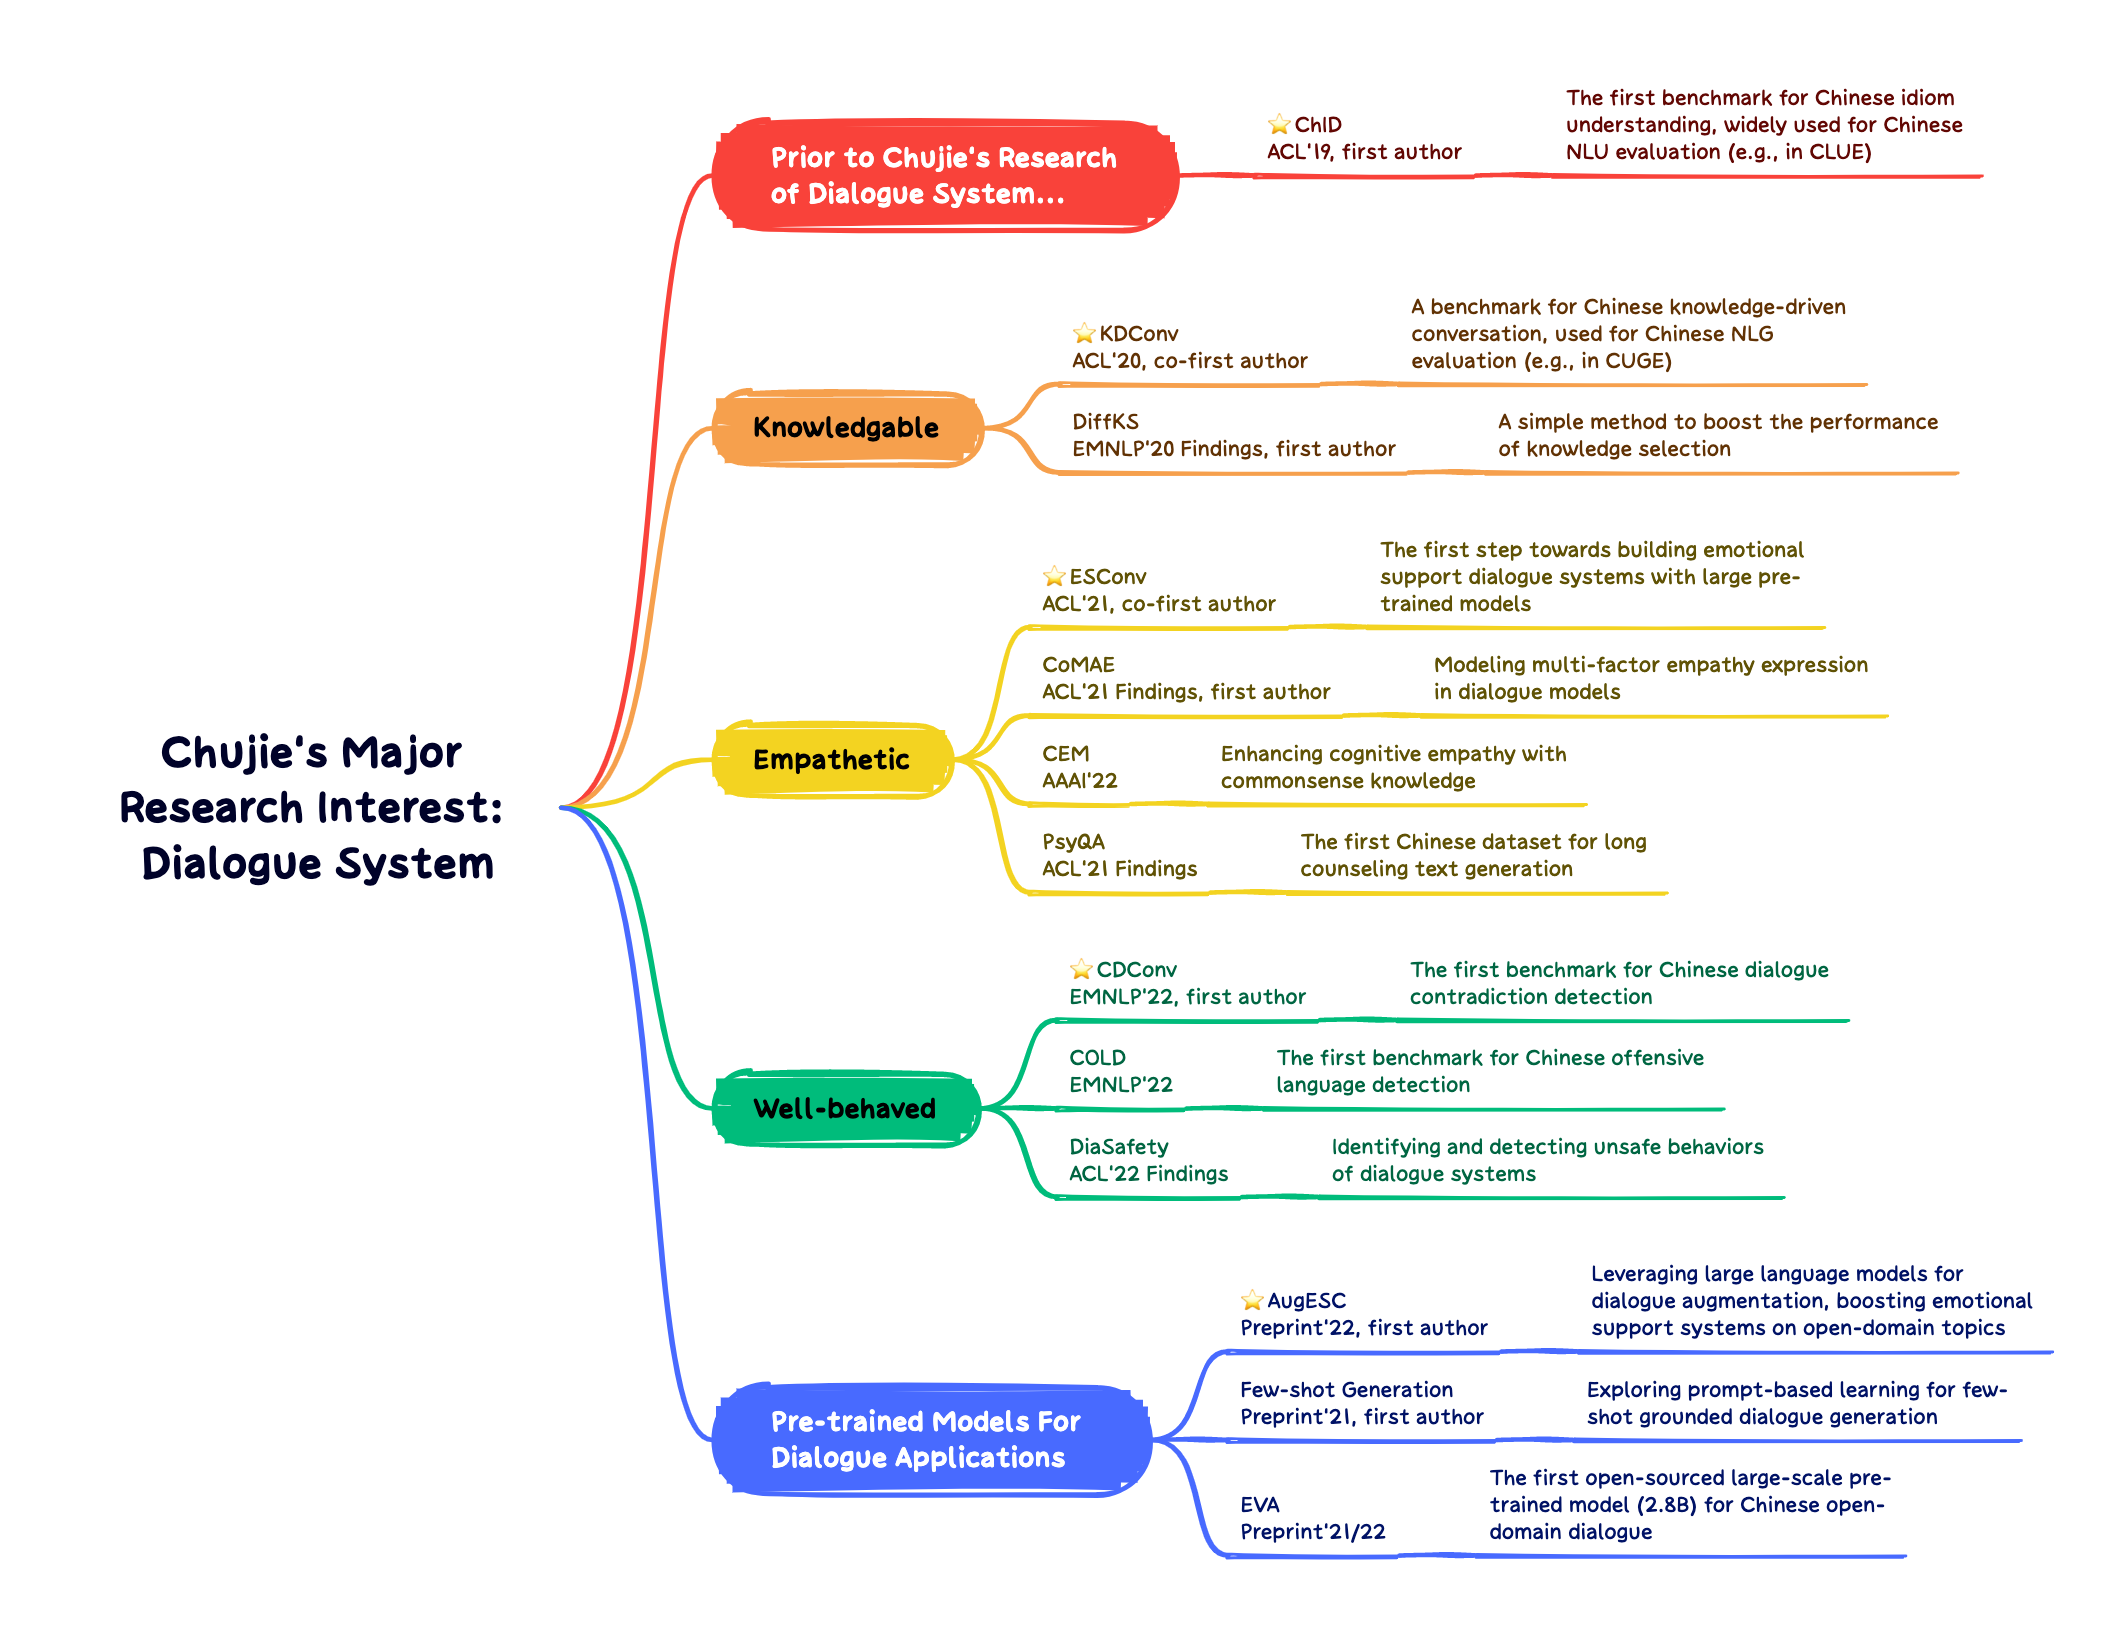 Chujie's Major
Research Interest:
Dialogue System
Prior to Chujie's Research
of Dialogue System...
⭐ChID
ACL'19, first author
The first benchmark for Chinese idiom
understanding, widely used for Chinese
NLU evaluation (e.g., in CLUE)
Knowledgable
⭐KDConv
ACL'20, co-first author
A benchmark for Chinese knowledge-driven
conversation, used for Chinese NLG
evaluation (e.g., in CUGE)
DiffKS
EMNLP'20 Findings, first author
A simple method to boost the performance
of knowledge selection
Empathetic
⭐ESConv
ACL'21, co-first author
The first step towards building emotional
support dialogue systems with large pre-
trained models
CoMAE
ACL'21 Findings, first author
Modeling multi-factor empathy expression
in dialogue models
CEM
AAAI'22
Enhancing cognitive empathy with
commonsense knowledge
PsyQA
ACL'21 Findings
The first Chinese dataset for long
counseling text generation
Well-behaved
⭐CDConv
EMNLP'22, first author
The first benchmark for Chinese dialogue
contradiction detection
COLD
EMNLP'22
The first benchmark for Chinese offensive
language detection
DiaSafety
ACL'22 Findings
Identifying and detecting unsafe behaviors
of dialogue systems
Pre-trained Models For
Dialogue Applications
⭐AugESC
Preprint'22, first author
Leveraging large language models for
dialogue augmentation, boosting emotional
support systems on open-domain topics
Few-shot Generation
Preprint'21, first author
Exploring prompt-based learning for few-
shot grounded dialogue generation
EVA
Preprint'21/22
The first open-sourced large-scale pre-
trained model (2.8B) for Chinese open-
domain dialogue